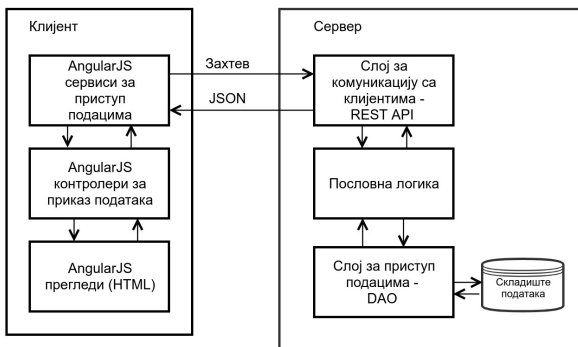 Клијент
AngularJS
сервиси за
приступ
подацима
AngularJS
контролери за
приказ података
AngularJS
прегледи (HTML)
Захтев
JSON
Сервер
Слој за
комуникацију са
клијентима -
REST API
Пословна логика
Слој за приступ
подацима -
DAO
Складиште
података